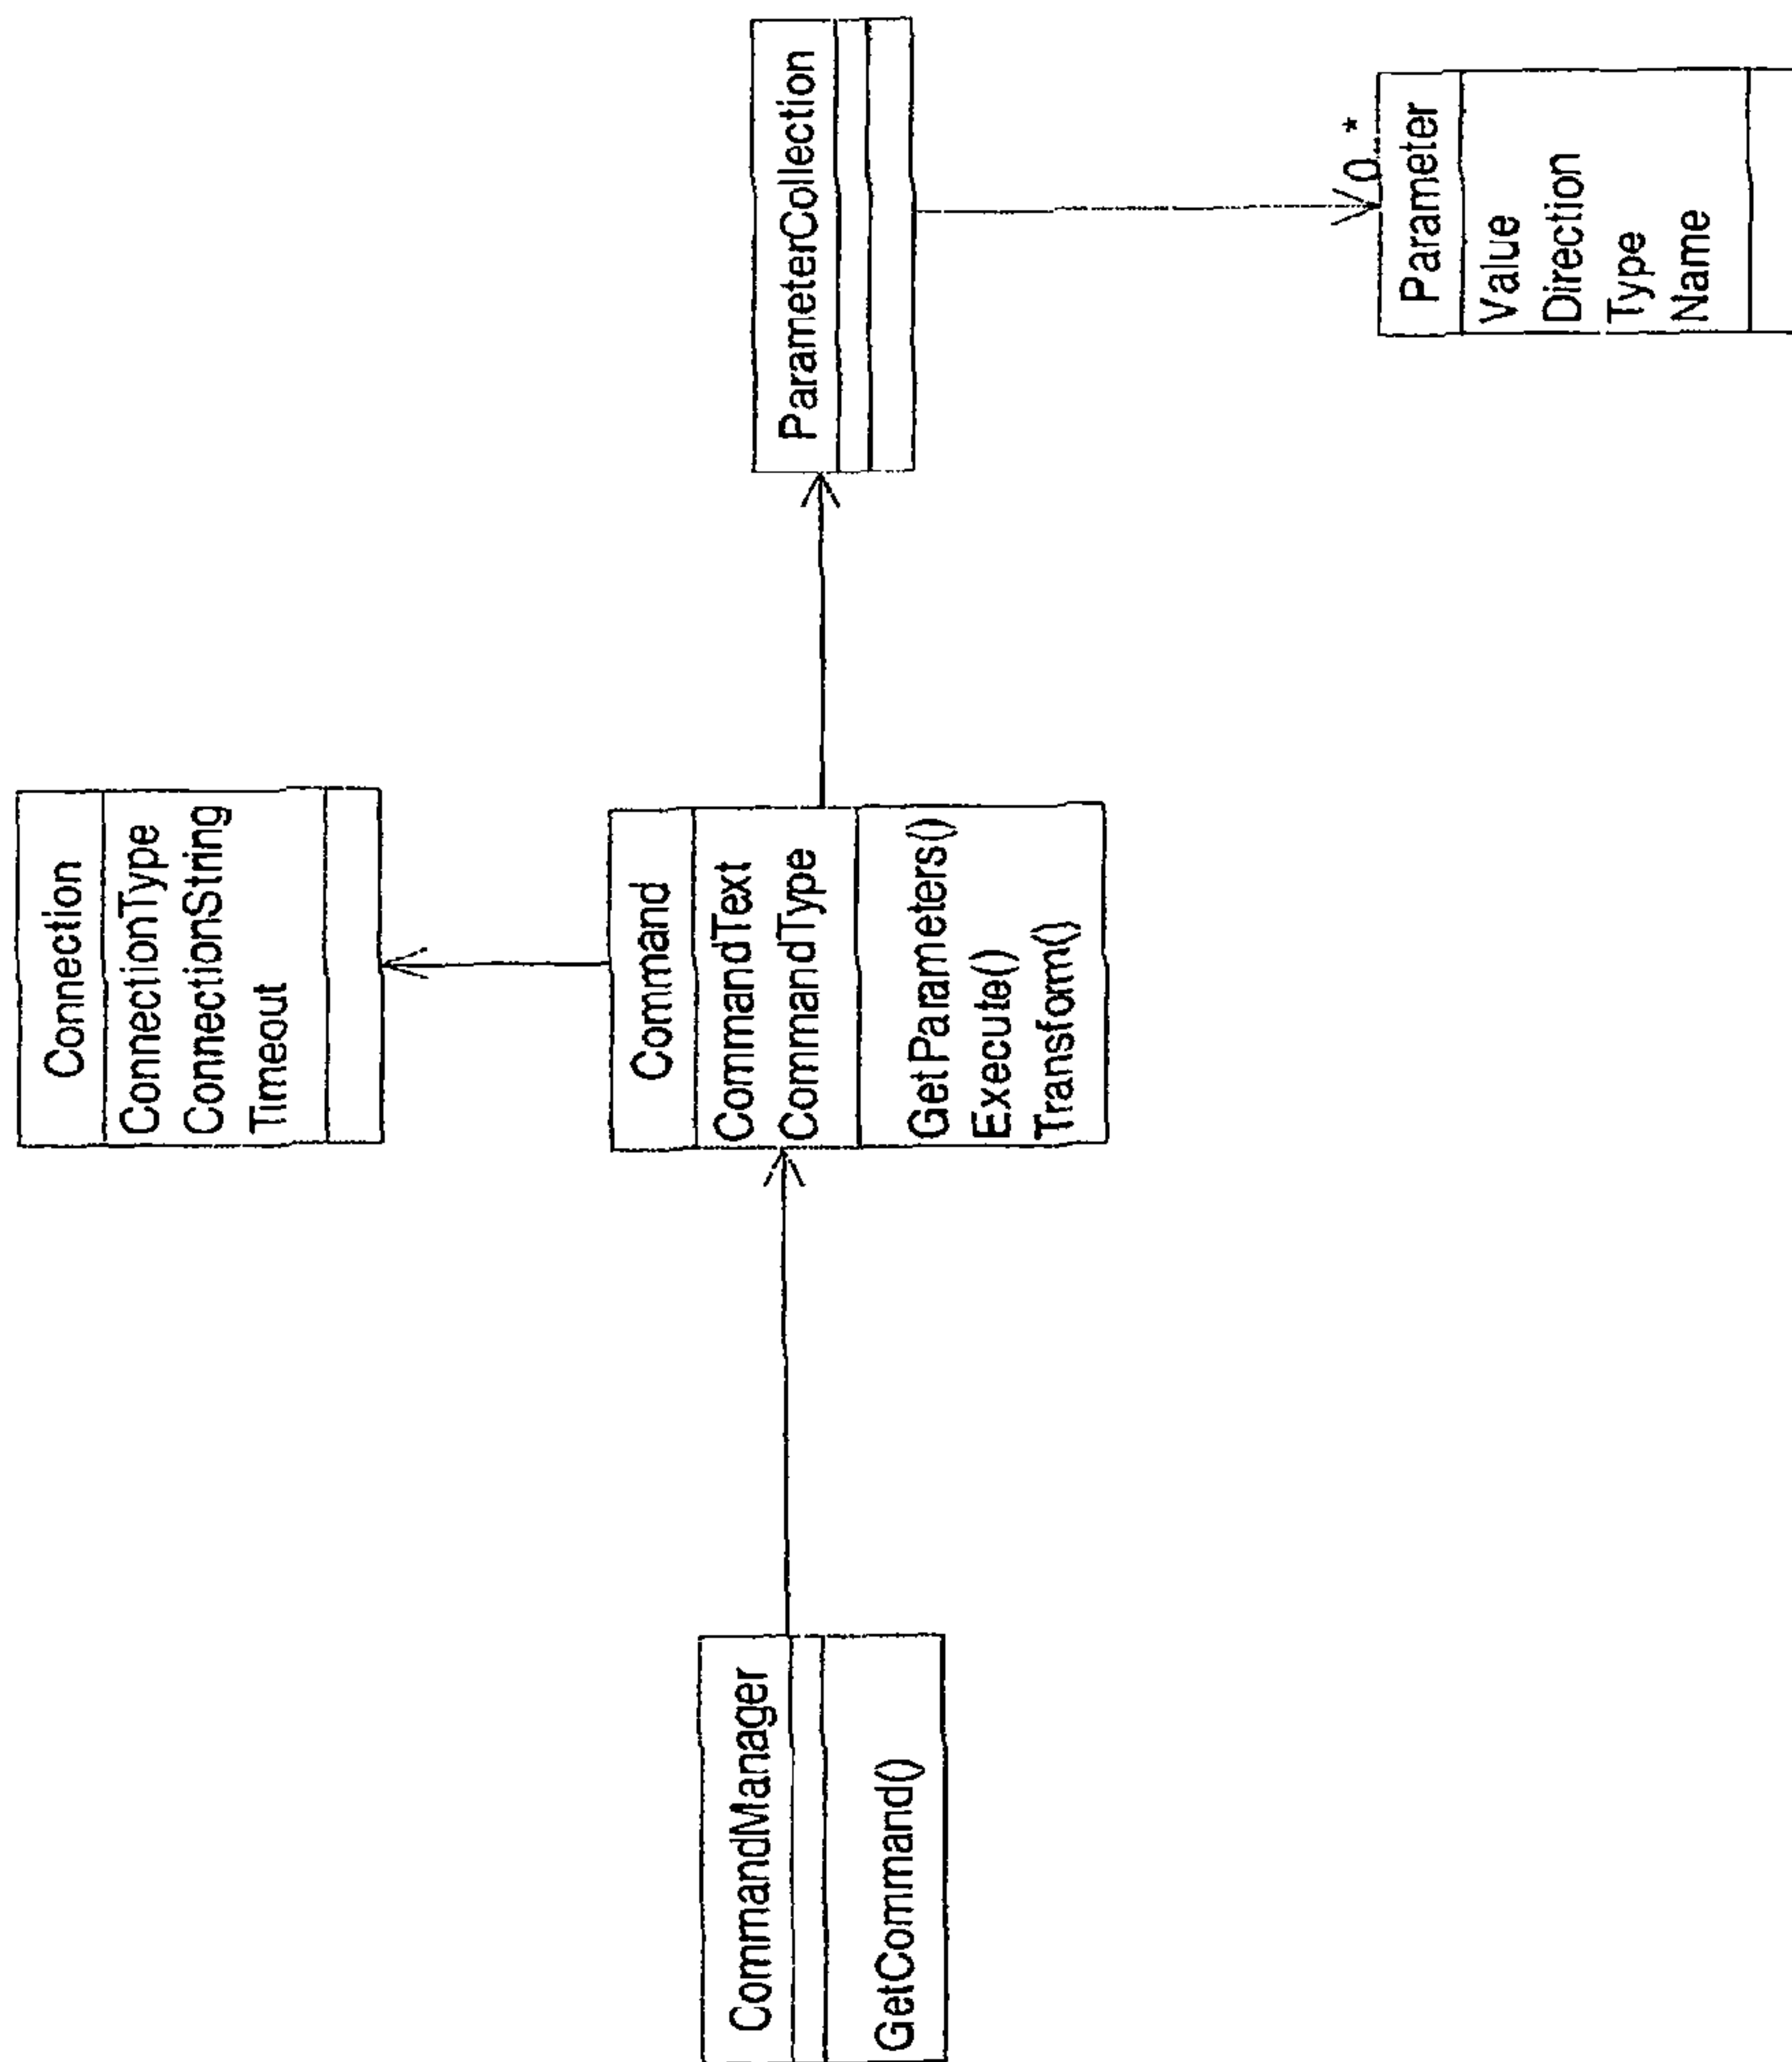 Connection
ConnectionType
ConnectionString
Timeout
CommandManager
GetCommand()
Command
CommandText
CommandType
GetParameters()
Execute()
Transform()
ParameterCollection
0..*
Parameter
Value
Direction
Type
Name